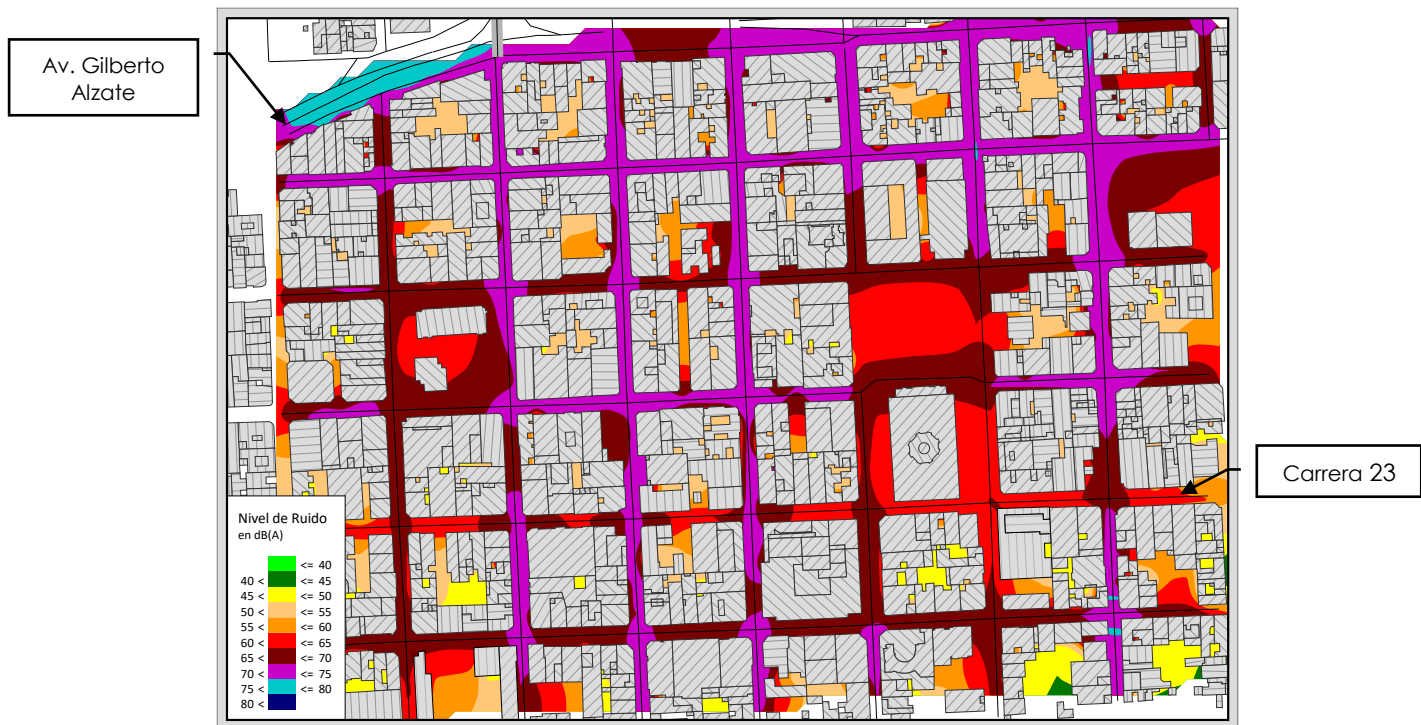 Av. Gilberto
Alzate
Carrera 23
Nivel de Ruido
en dB(A)
<= 40
40 < <= 45
45 < <= 50
50 < <= 55
55 < <= 60
60 < <= 65
65 < <= 70
70 < <= 75
75 < <= 80
80 <